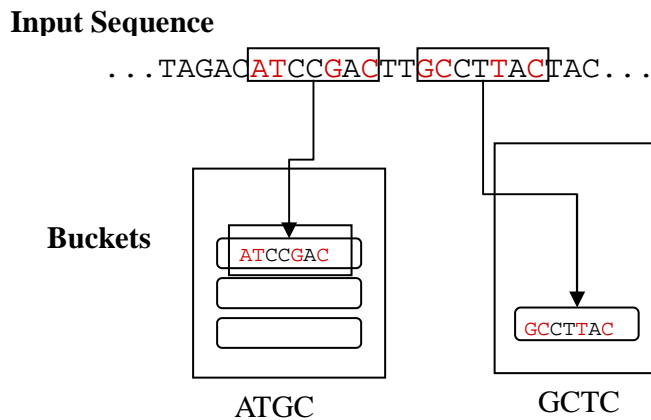 Input Sequence
...TAGACATCCGACTTGCCTTACTAC...
Buckets
ATCCGAC
GCCTTAC
ATGC
GCTC